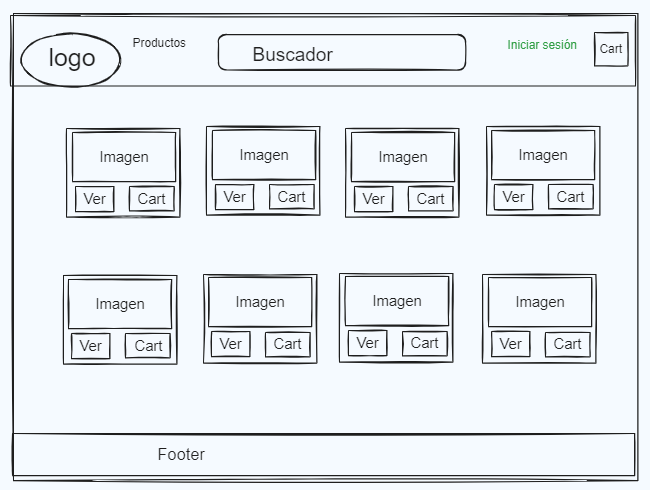 logo
Productos
Buscador
Iniciar sesión
Cart
Imagen
Ver Cart
Imagen
Ver Cart
Imagen
Ver Cart
Imagen
Ver Cart
Imagen
Ver Cart
Imagen
Ver Cart
Imagen
Ver Cart
Imagen
Ver Cart
Footer